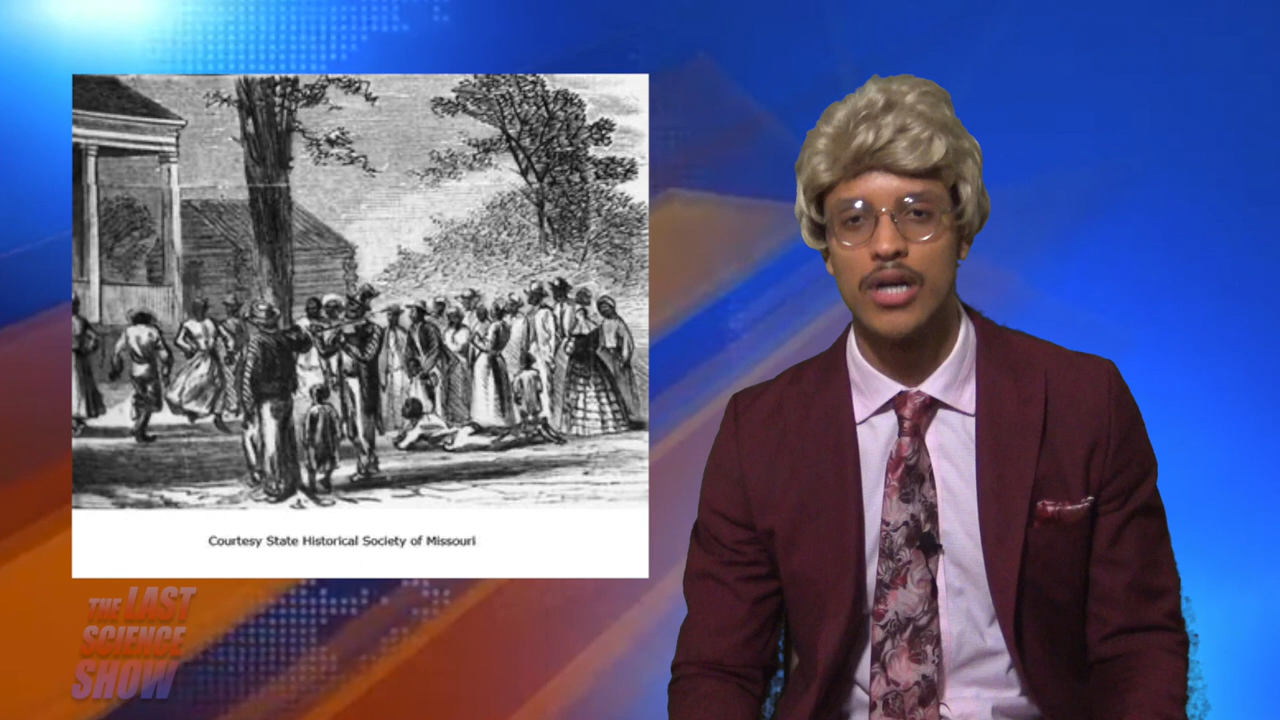 Courtesy State Historical Society of Missouri
THE LAST
SCIENCE
SHOW